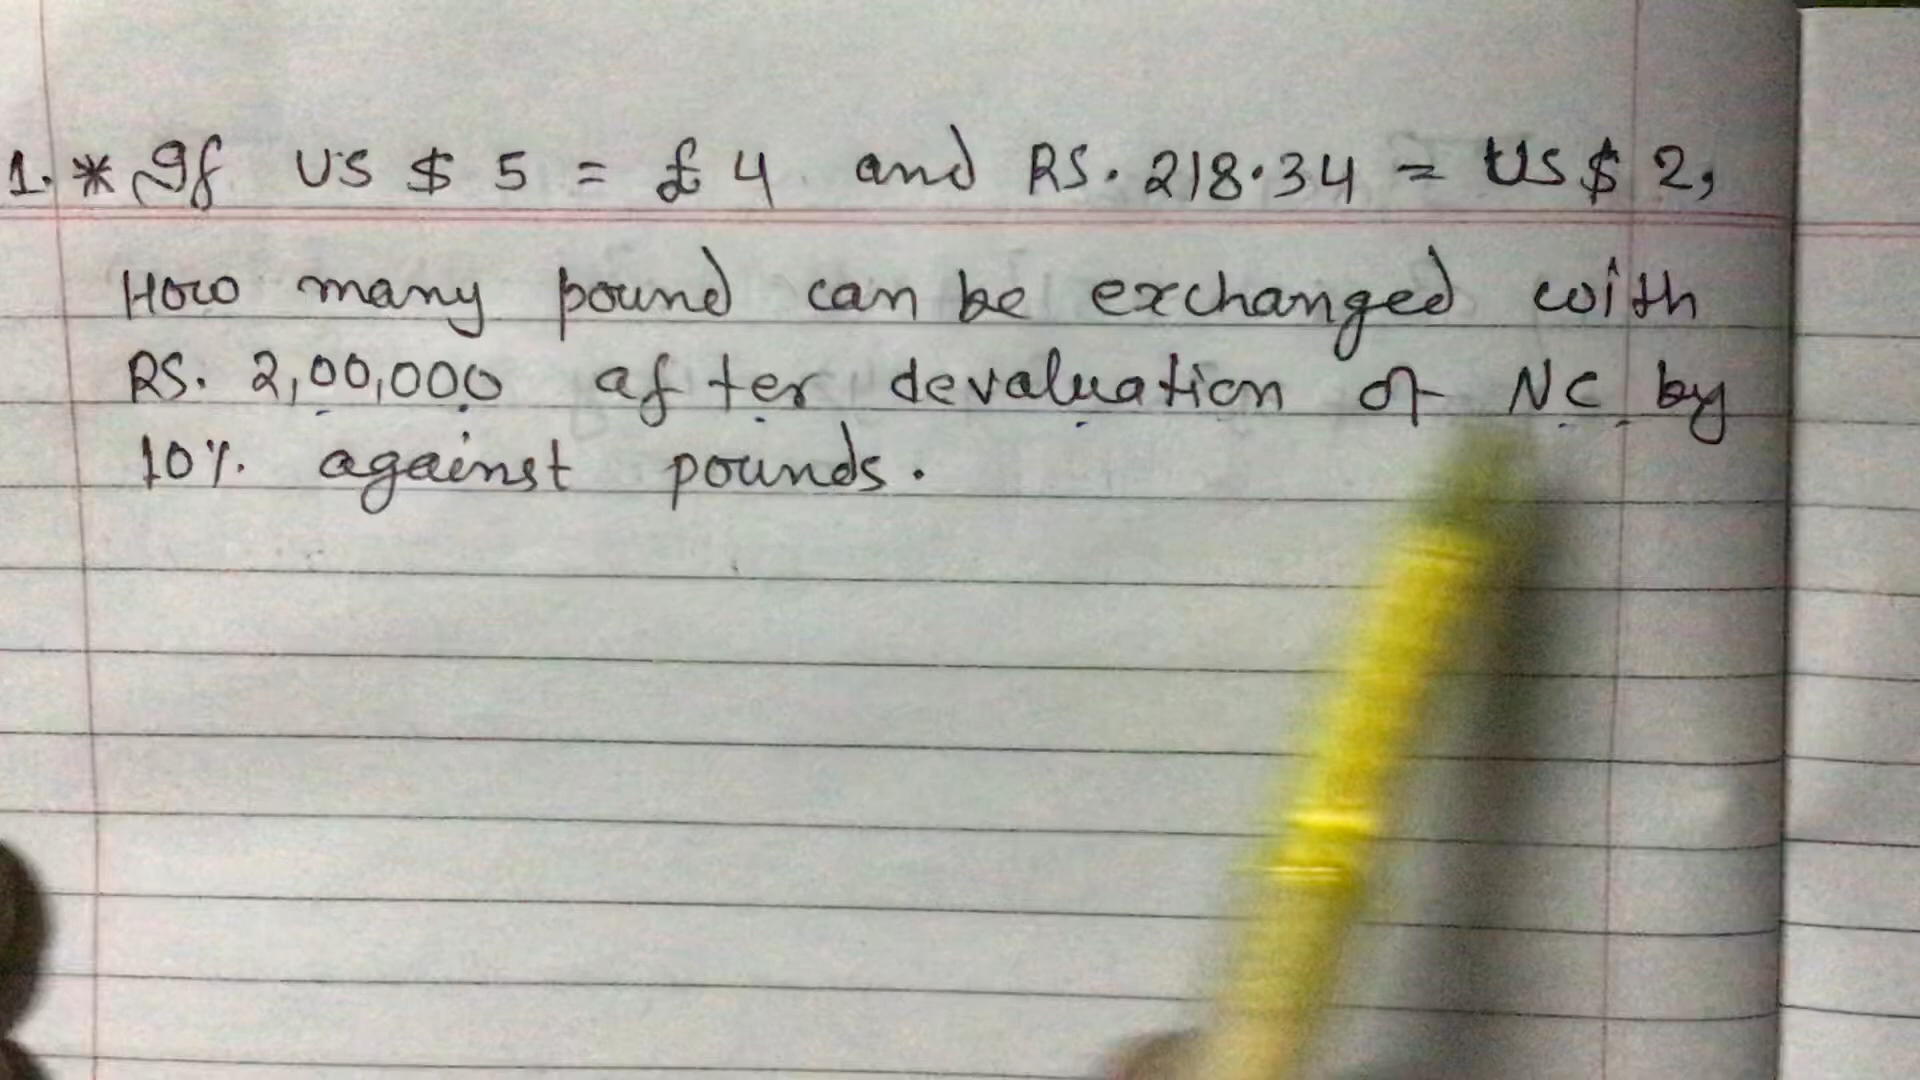 1. * If US $ 5 = £ 4 and RS. 218.34 = US $ 2,
How many pound can be exchanged with
RS. 2,00,000 after devaluation of NC by
10% against pounds.